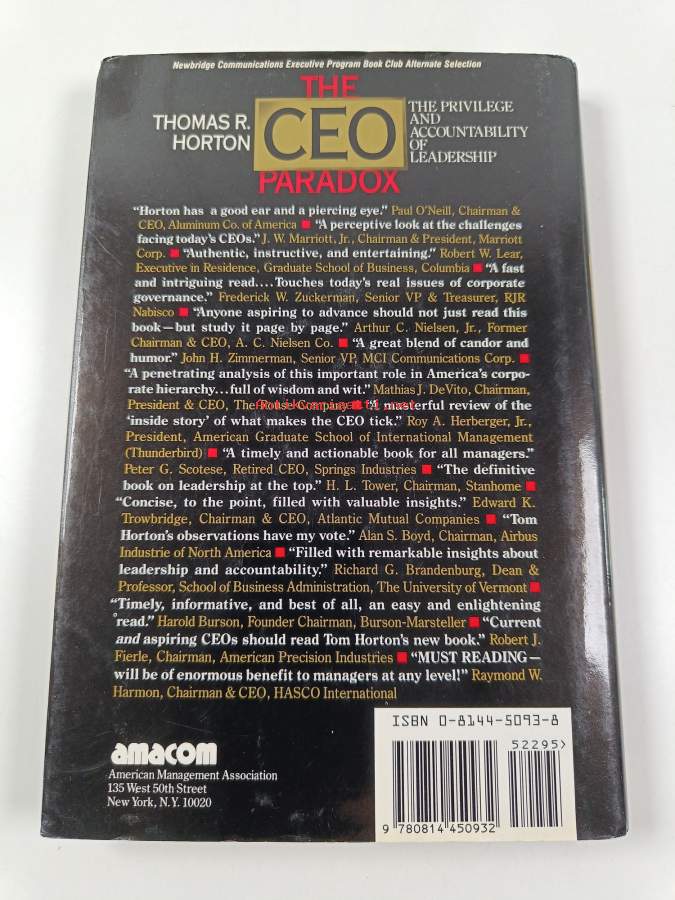 Newbridge Communications Executive Program Book Club Alternate Selection
THE
THOMAS R.
HORTON
CEO
THE PRIVILEGE
AND
ACCOUNTABILITY
OF
LEADERSHIP
PARADOX
“Horton has a good ear and a piercing eye.” Paul O’Neill, Chairman &
CEO, Aluminum Co. of America ■ “A perceptive look at the challenges
facing today’s CEOs.” J. W. Marriott, Jr., Chairman & President, Marriott
Corp. ■ “Authentic, instructive, and entertaining.” Robert W. Lear,
Executive in Residence, Graduate School of Business, Columbia ■ “A fast
and intriguing read....Touches today’s real issues of corporate
governance.” Frederick W. Zuckerman, Senior VP & Treasurer, RJR
Nabisco ■ “Anyone aspiring to advance should not just read this
book—but study it page by page.” Arthur C. Nielsen, Jr., Former
Chairman & CEO, A. C. Nielsen Co. ■ “A great blend of candor and
humor.” John H. Zimmerman, Senior VP, MCI Communications Corp. ■
“A penetrating analysis of this important role in America’s corpo-
rate hierarchy...full of wisdom and wit.” Mathias J. DeVito, Chairman,
President & CEO, The Rouse Company ■ “A masterful review of the
‘inside story’ of what makes the CEO tick.” Roy A. Herberger, Jr.,
President, American Graduate School of International Management
(Thunderbird) ■ “A timely and actionable book for all managers.”
Peter G. Scotese, Retired CEO, Springs Industries ■ “The definitive
book on leadership at the top.” H. L. Tower, Chairman, Stanhome ■
“Concise, to the point, filled with valuable insights.” Edward K.
Trowbridge, Chairman & CEO, Atlantic Mutual Companies ■ “Tom
Horton’s observations have my vote.” Alan S. Boyd, Chairman, Airbus
Industrie of North America ■ “Filled with remarkable insights about
leadership and accountability.” Richard G. Brandenburg, Dean &
Professor, School of Business Administration, The University of Vermont ■
“Timely, informative, and best of all, an easy and enlightening
read.” Harold Burson, Founder Chairman, Burson-Marsteller ■ “Current
and aspiring CEOs should read Tom Horton’s new book.” Robert J.
Fierle, Chairman, American Precision Industries ■ “MUST READING—
will be of enormous benefit to managers at any level!” Raymond W.
Harmon, Chairman & CEO, HASCO International
amacom
American Management Association
135 West 50th Street
New York, N.Y. 10020
ISBN 0-8144-5093-8
52295>
9 780814 450932